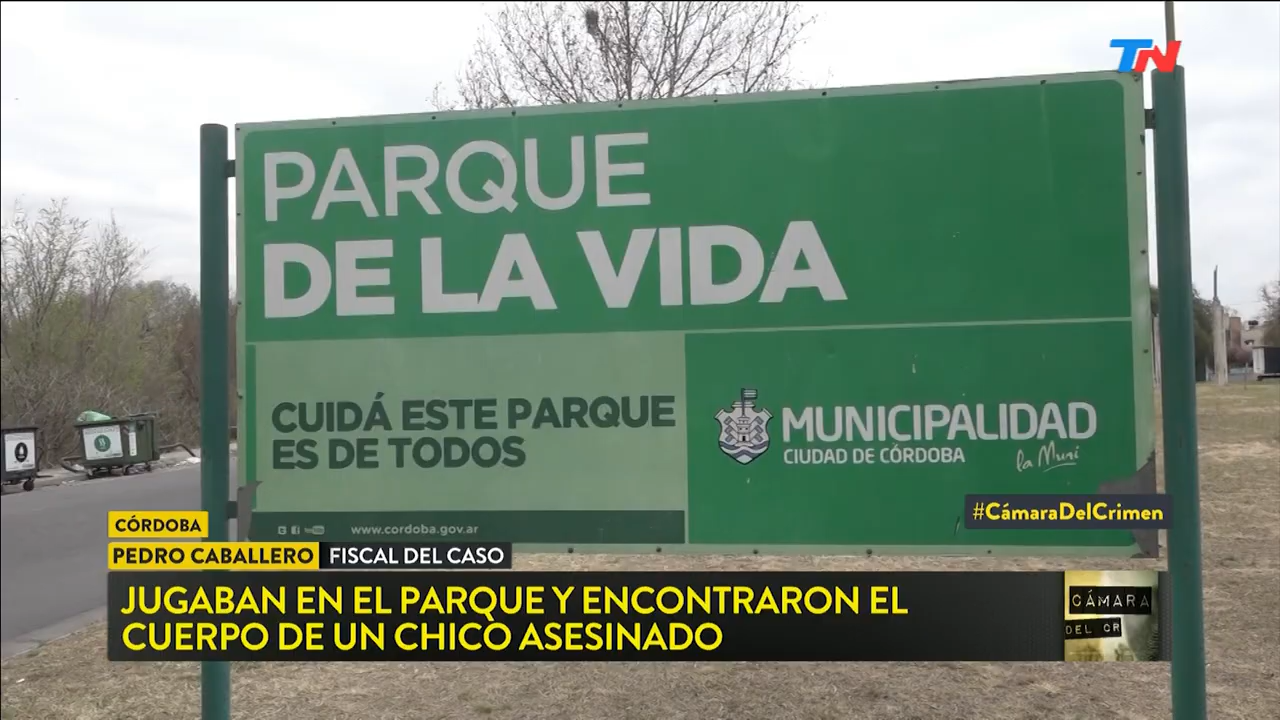 TN
PARQUE
DE LA VIDA
CUIDÁ ESTE PARQUE
ES DE TODOS
MUNICIPALIDAD
CIUDAD DE CÓRDOBA
la Muni
www.cordoba.gov.ar
#CámaraDelCrimen
CÓRDOBA
PEDRO CABALLERO FISCAL DEL CASO
JUGABAN EN EL PARQUE Y ENCONTRARON EL
CUERPO DE UN CHICO ASESINADO
CÁMARA
DEL CR